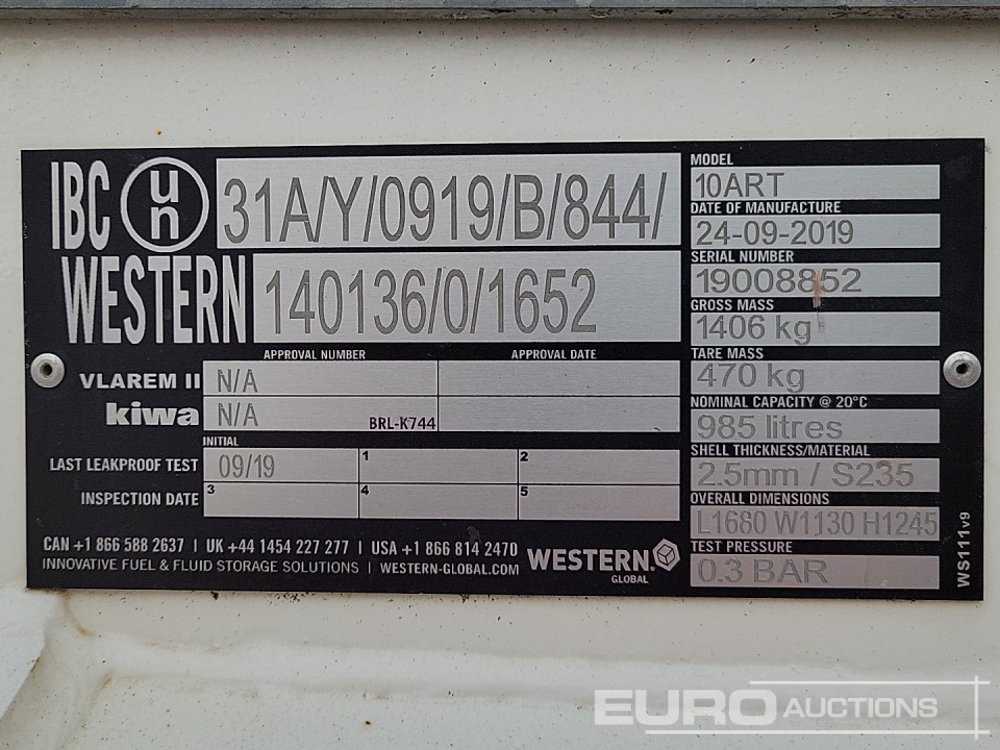 IBC un 31A/Y/0919/B/844/
WESTERN 140136/0/1652
APPROVAL NUMBER APPROVAL DATE
VLAREM II N/A
kiwa N/A BRL-K744
INITIAL
LAST LEAKPROOF TEST 09/19 1 2
INSPECTION DATE 3 4 5
CAN +1 866 588 2637 | UK +44 1454 227 277 | USA +1 866 814 2470
INNOVATIVE FUEL & FLUID STORAGE SOLUTIONS | WESTERN-GLOBAL.COM
WESTERN.
GLOBAL
MODEL
10ART
DATE OF MANUFACTURE
24-09-2019
SERIAL NUMBER
19008852
GROSS MASS
1406 kg
TARE MASS
470 kg
NOMINAL CAPACITY @ 20°C
985 litres
SHELL THICKNESS/MATERIAL
2.5mm / S235
OVERALL DIMENSIONS
L1680 W1130 H1245
TEST PRESSURE
0.3 BAR
WS111v9
EURO AUCTIONS